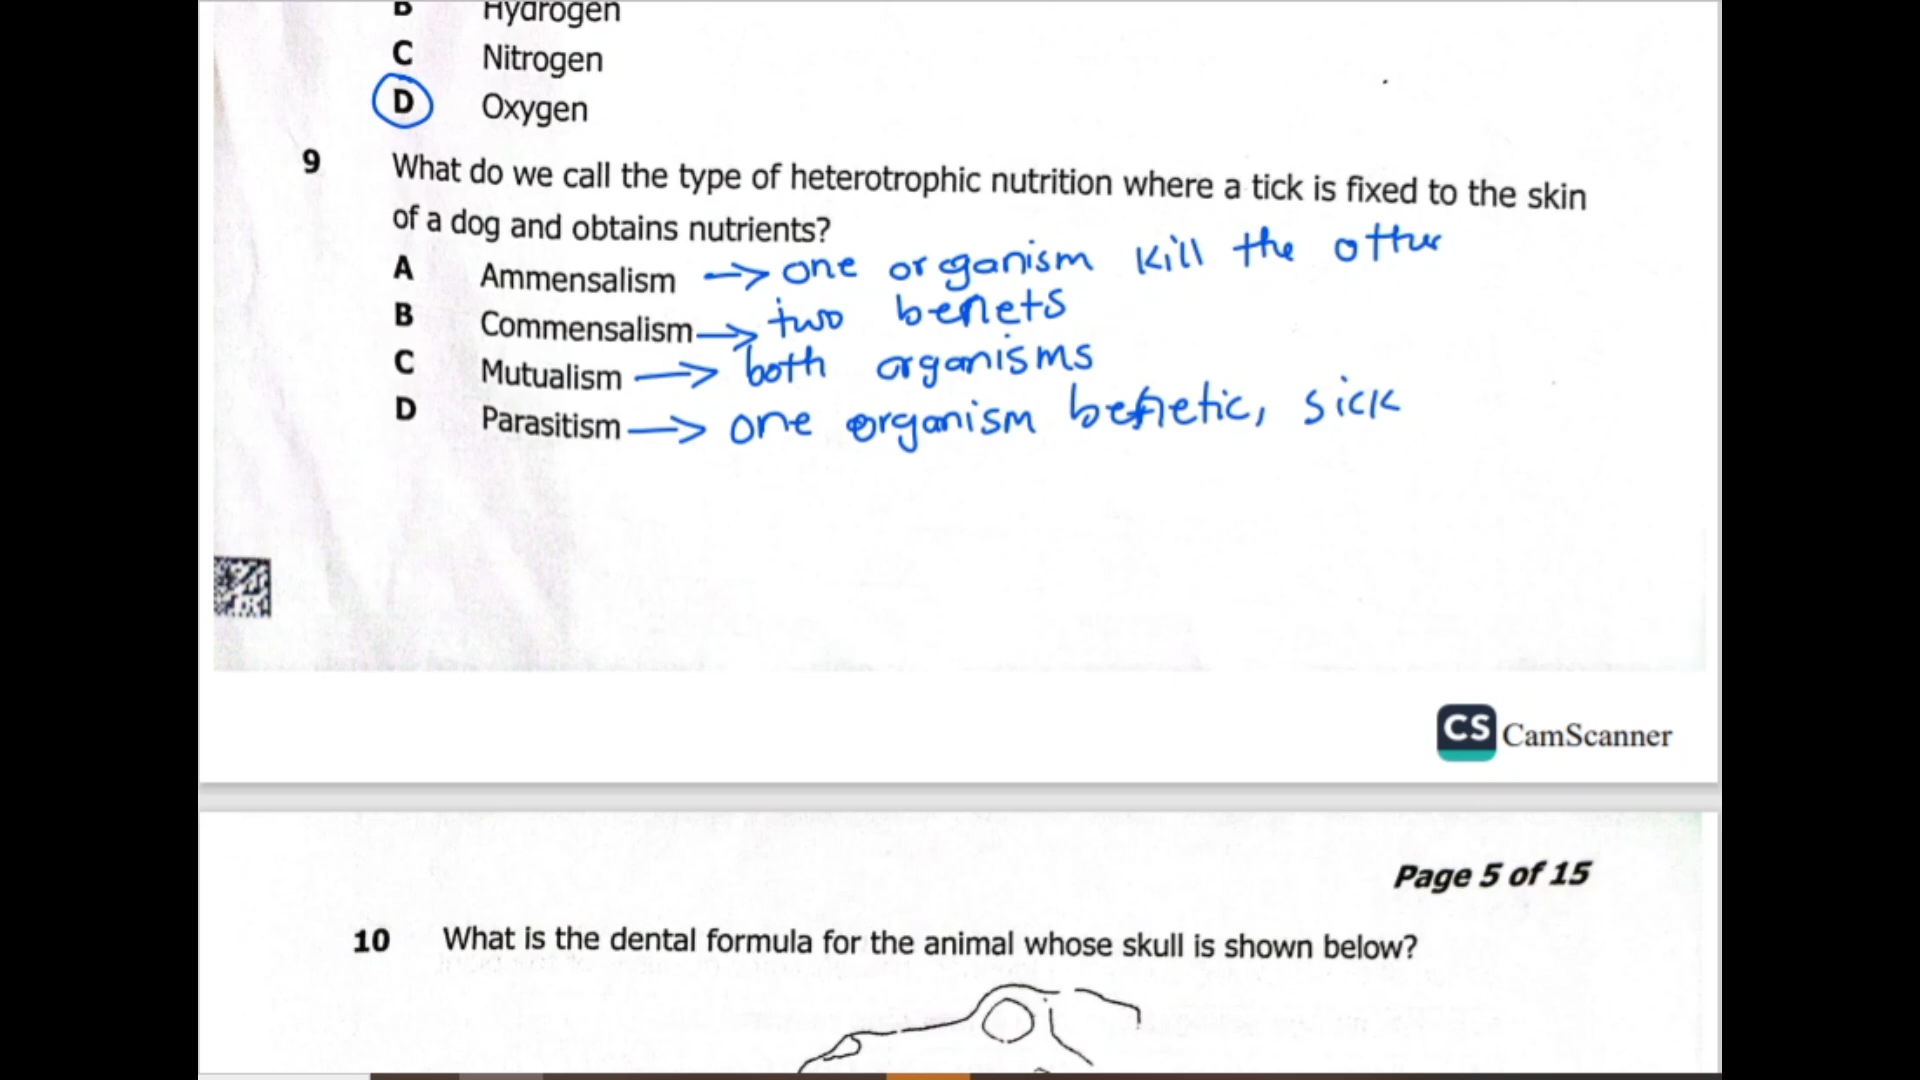 B Hydrogen
C Nitrogen
D Oxygen
9 What do we call the type of heterotrophic nutrition where a tick is fixed to the skin
of a dog and obtains nutrients?
A Ammensalism → one organism kill the other
B Commensalism → two benets
C Mutualism → both organisms
D Parasitism → one organism befietic, sick
CS CamScanner
Page 5 of 15
10 What is the dental formula for the animal whose skull is shown below?